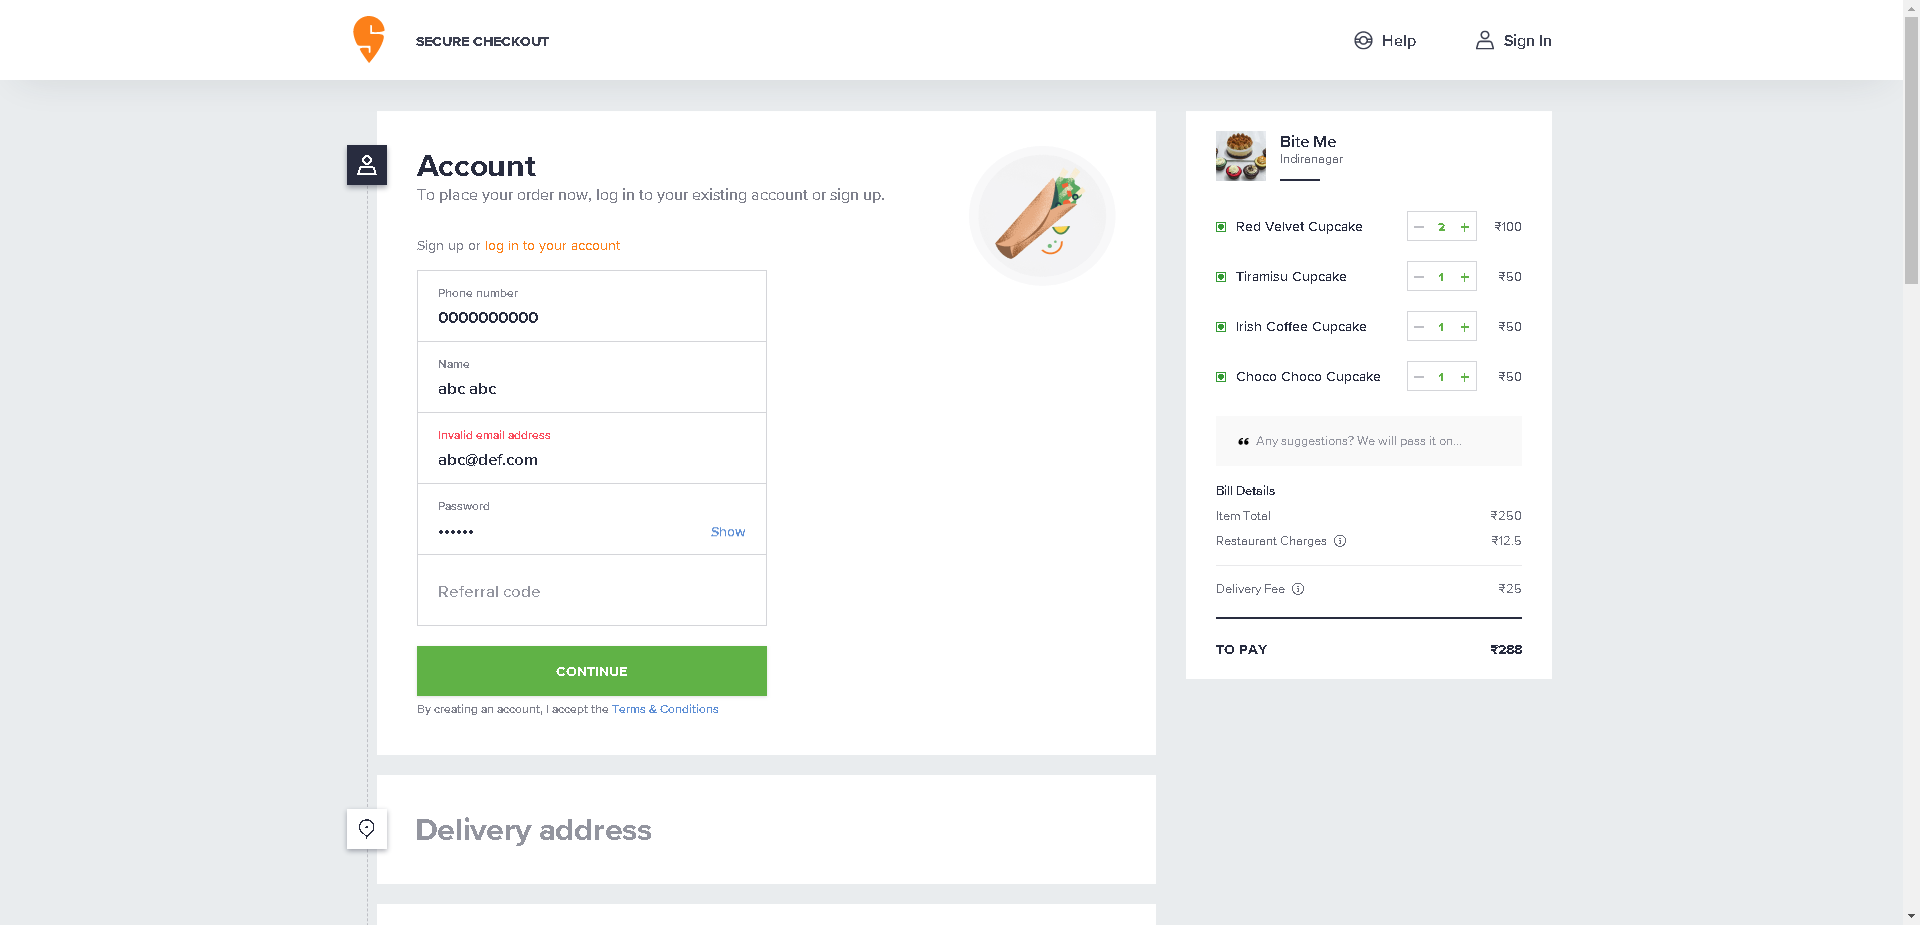 SECURE CHECKOUT
Help
Sign In
Account
To place your order now, log in to your existing account or sign up.
Sign up or log in to your account
Phone number
0000000000
Name
abc abc
Invalid email address
abc@def.com
Password
••••••
Show
Referral code
CONTINUE
By creating an account, I accept the Terms & Conditions
Delivery address
Bite Me
Indiranagar
Red Velvet Cupcake − 2 + ₹100
Tiramisu Cupcake − 1 + ₹50
Irish Coffee Cupcake − 1 + ₹50
Choco Choco Cupcake − 1 + ₹50
❝ Any suggestions? We will pass it on...
Bill Details
Item Total ₹250
Restaurant Charges ₹12.5
Delivery Fee ₹25
TO PAY ₹288